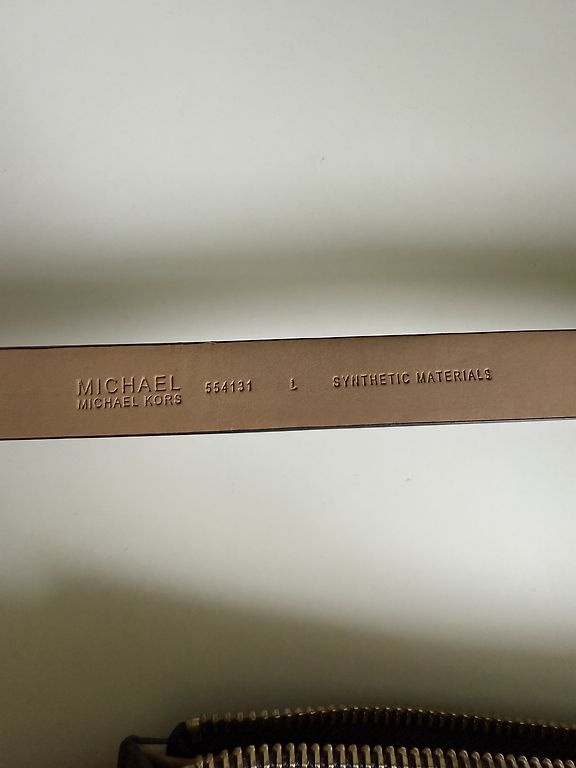 MICHAEL
MICHAEL KORS
554131 L SYNTHETIC MATERIALS